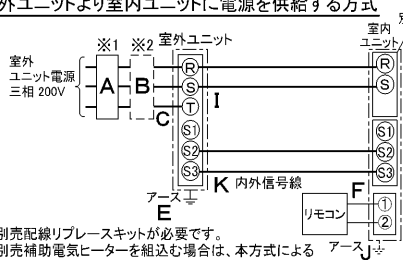 外ユニットより室内ユニットに電源を供給する方式
※1 ※2 室外ユニット
室内
ユニット
室外
ユニット電源
三相 200V
A B
C
R
S
T
S1
S2
S3
I
K 内外信号線
アース
E
R
S
S1
S2
S3
F
リモコン
①
②
アース J
別売配線リプレースキットが必要です。
別売補助電気ヒーターを組込む場合は、本方式による